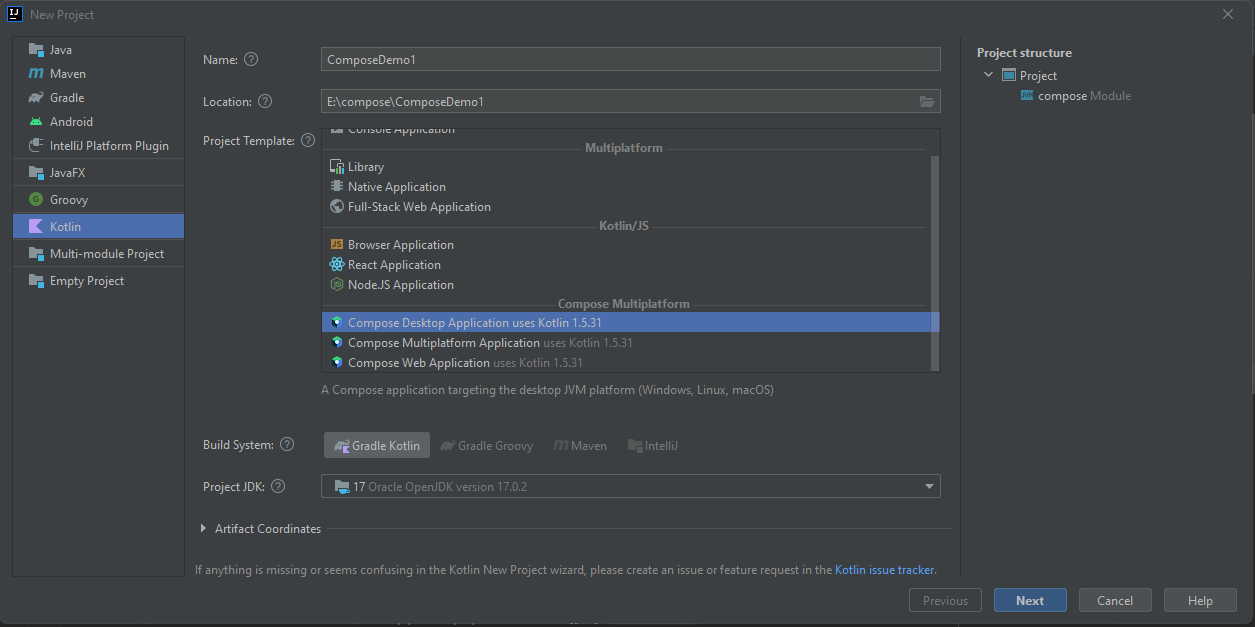 New Project
Java
Maven
Gradle
Android
IntelliJ Platform Plugin
JavaFX
Groovy
Kotlin
Multi-module Project
Empty Project
Name:
ComposeDemo1
Location:
E:\compose\ComposeDemo1
Project Template:
Console Application
Multiplatform
Library
Native Application
Full-Stack Web Application
Kotlin/JS
Browser Application
React Application
Node.JS Application
Compose Multiplatform
Compose Desktop Application uses Kotlin 1.5.31
Compose Multiplatform Application uses Kotlin 1.5.31
Compose Web Application uses Kotlin 1.5.31
A Compose application targeting the desktop JVM platform (Windows, Linux, macOS)
Build System:
Gradle Kotlin
Gradle Groovy
Maven
IntelliJ
Project JDK:
17 Oracle OpenJDK version 17.0.2
Artifact Coordinates
If anything is missing or seems confusing in the Kotlin New Project wizard, please create an issue or feature request in the Kotlin issue tracker.
Project structure
Project
compose Module
Previous
Next
Cancel
Help